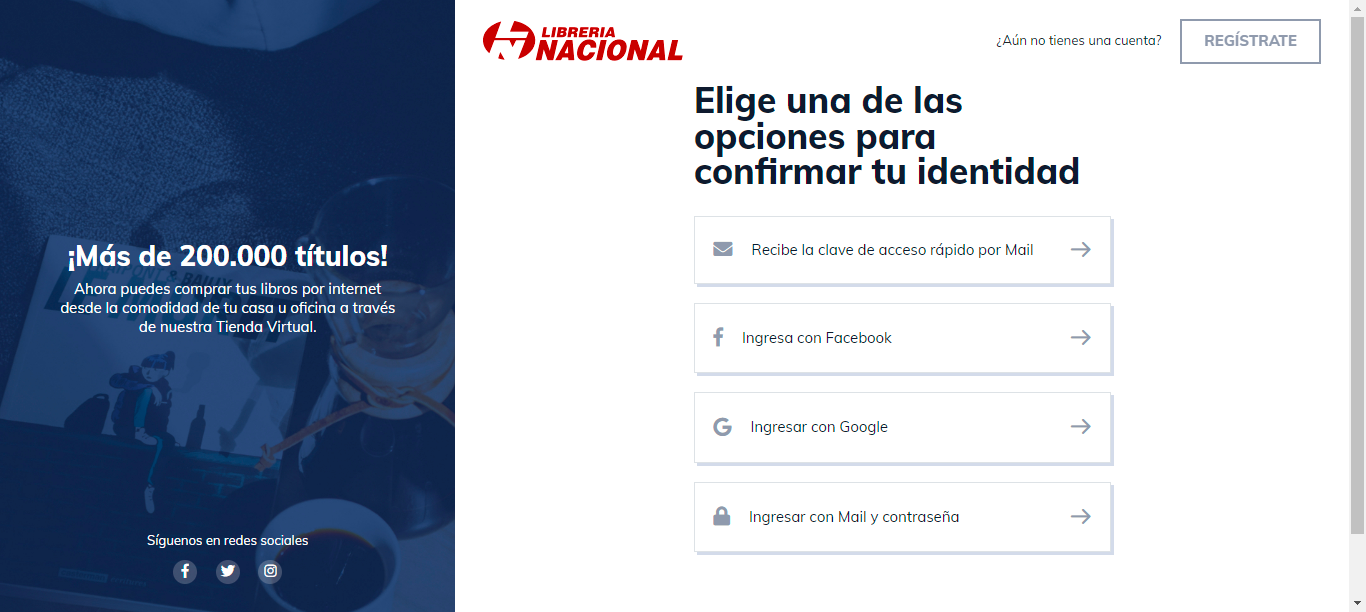 ¡Más de 200.000 títulos!
Ahora puedes comprar tus libros por internet
desde la comodidad de tu casa u oficina a través
de nuestra Tienda Virtual.
Síguenos en redes sociales
LIBRERIA
NACIONAL
¿Aún no tienes una cuenta?
REGÍSTRATE
Elige una de las
opciones para
confirmar tu identidad
Recibe la clave de acceso rápido por Mail
Ingresa con Facebook
Ingresar con Google
Ingresar con Mail y contraseña